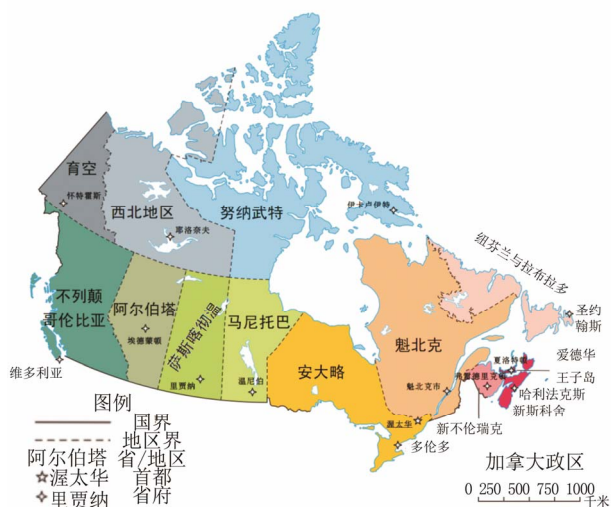 育空
怀特霍斯
西北地区
耶洛奈夫
努纳武特
伊卡卢伊特
不列颠
哥伦比亚
阿尔伯塔
埃德蒙顿
萨斯喀彻温
里贾纳
马尼托巴
温尼伯
安大略
魁北克
魁北克市
纽芬兰与拉布拉多
圣约
翰斯
夏洛特顿
爱德华
王子岛
弗雷德里克顿
哈利法克斯
新斯科舍
新不伦瑞克
渥太华
多伦多
维多利亚
图例
国界
地区界
阿尔伯塔 省/地区
渥太华 首都
里贾纳 省府
加拿大政区
0 250 500 750 1000
千米